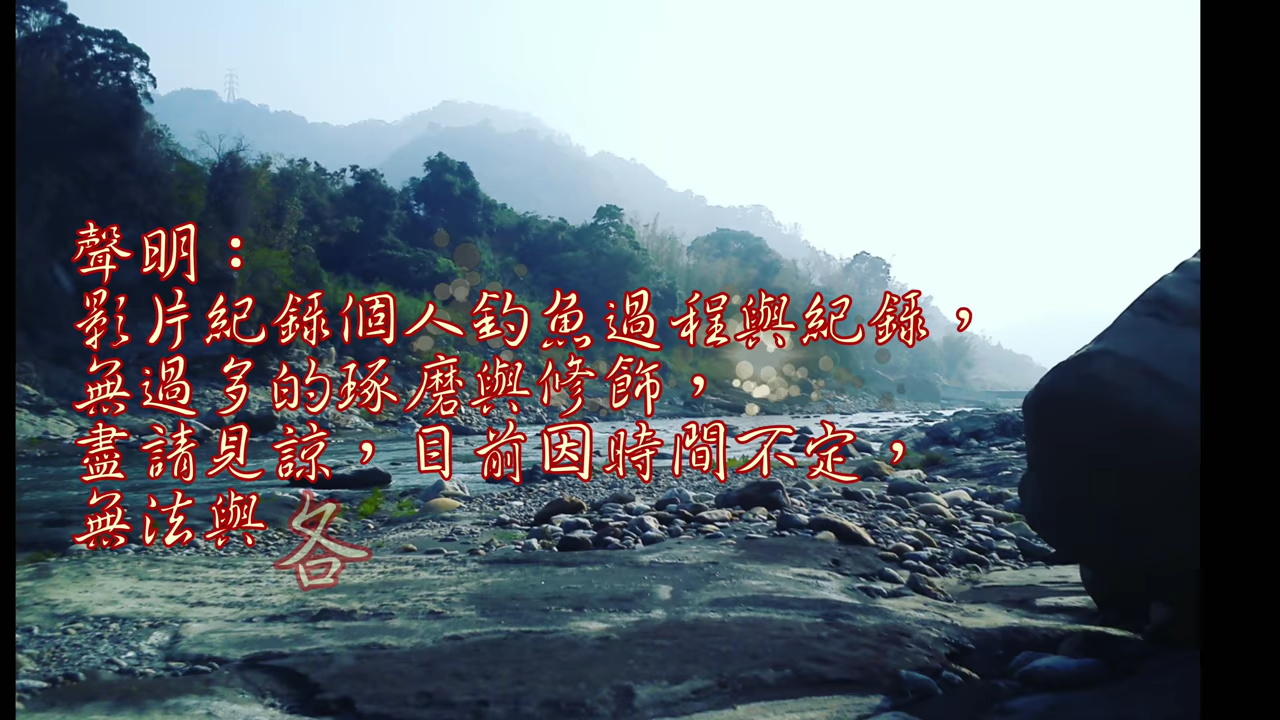 聲明：
影片紀錄個人釣魚過程與紀錄，
無過多的琢磨與修飾，
盡請見諒，目前因時間不定，
無法與各